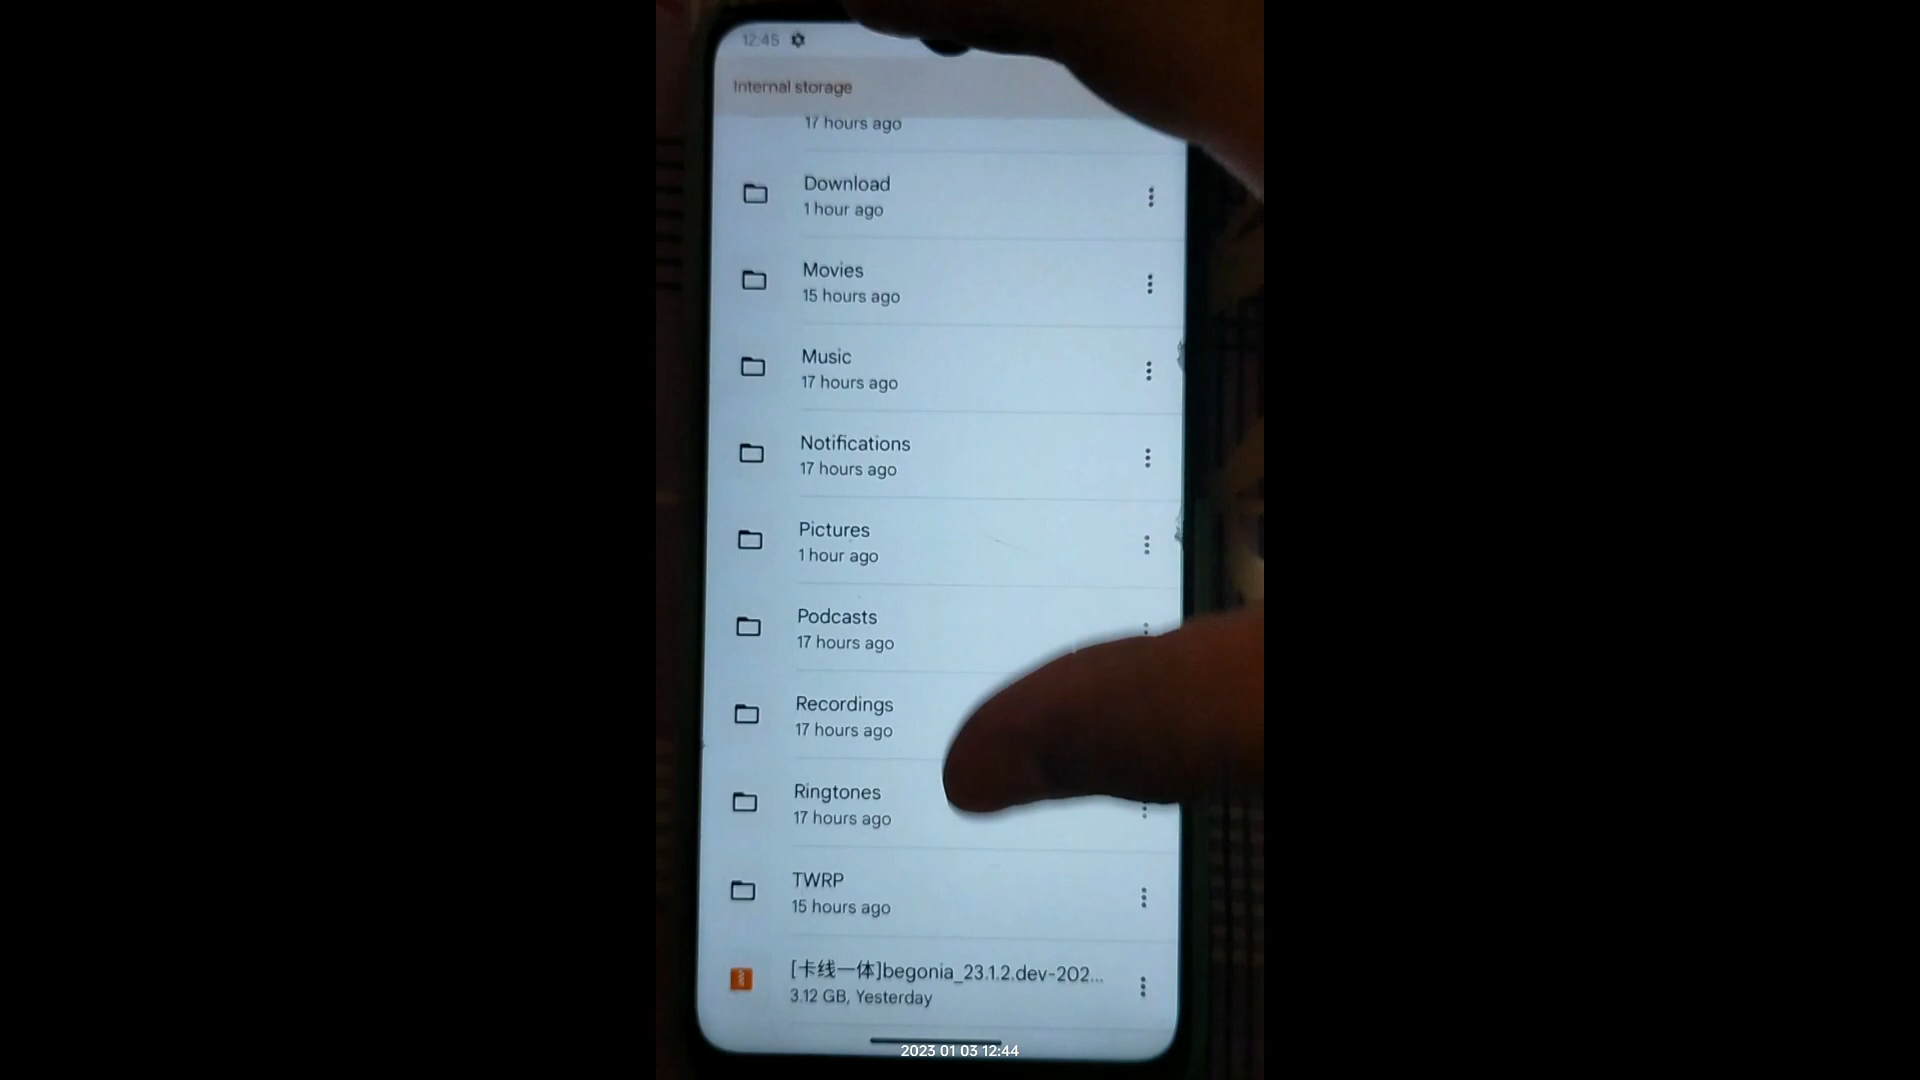 12:45
Internal storage
17 hours ago
Download
1 hour ago
Movies
15 hours ago
Music
17 hours ago
Notifications
17 hours ago
Pictures
1 hour ago
Podcasts
17 hours ago
Recordings
17 hours ago
Ringtones
17 hours ago
TWRP
15 hours ago
[卡线一体]begonia_23.1.2.dev-202...
3.12 GB, Yesterday
2023 01 03 12:44